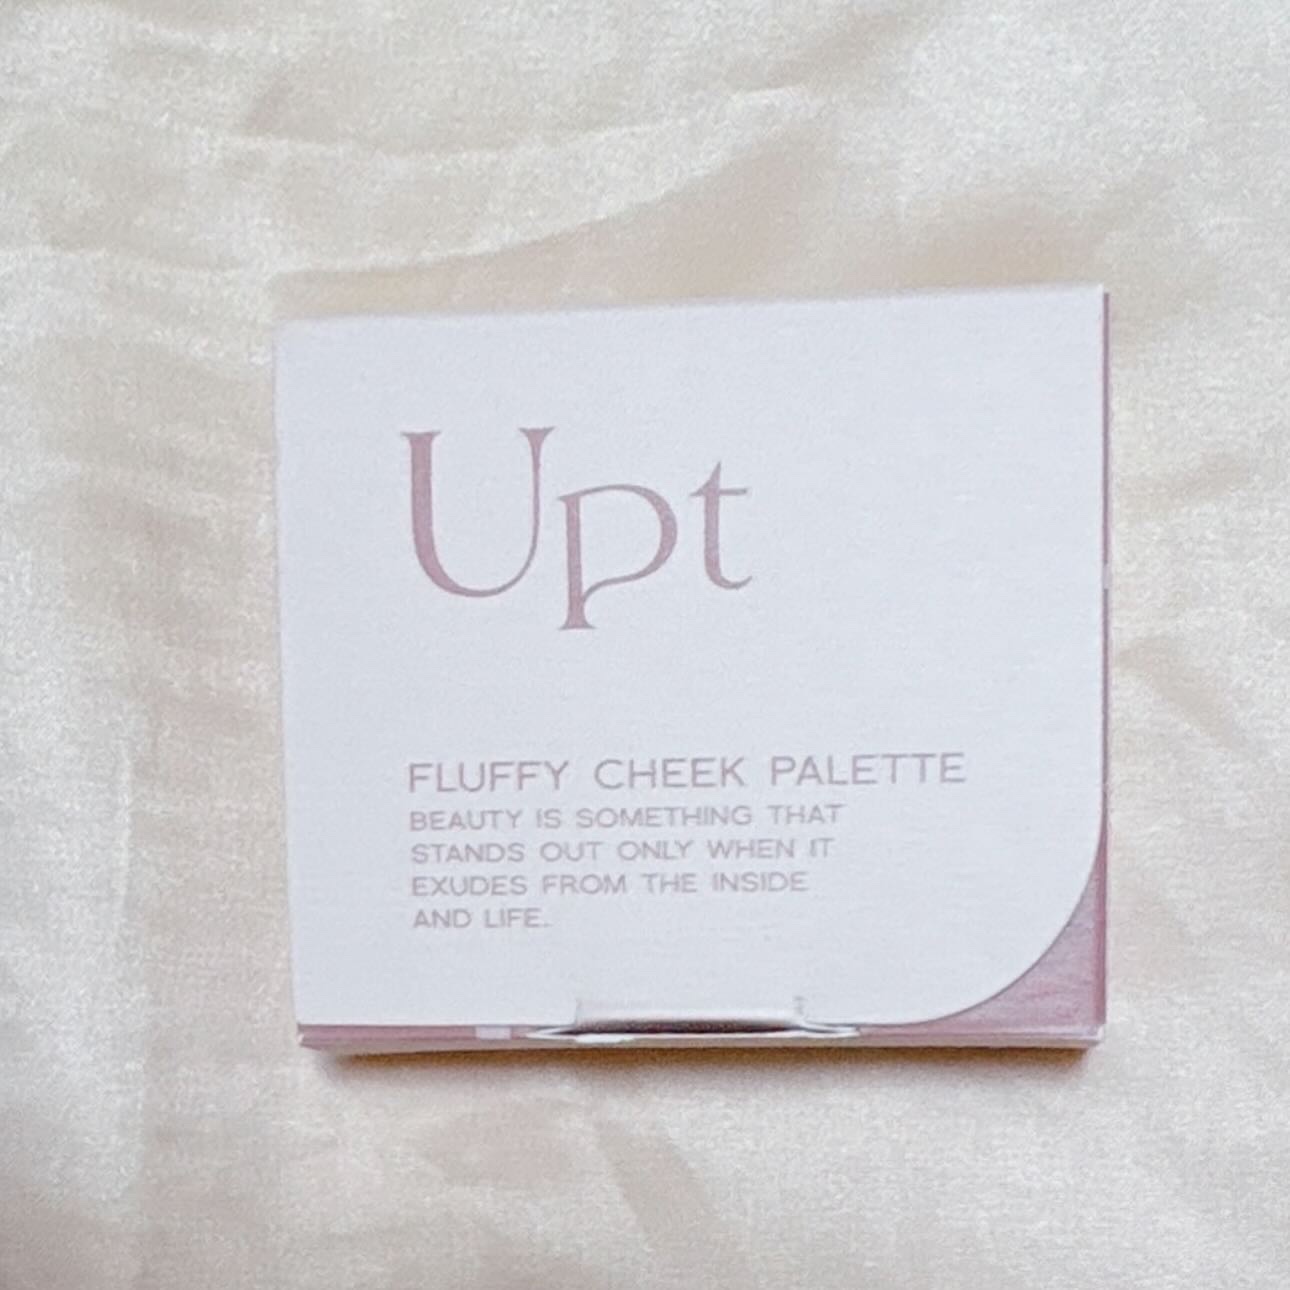 Upt
FLUFFY CHEEK PALETTE
BEAUTY IS SOMETHING THAT
STANDS OUT ONLY WHEN IT
EXUDES FROM THE INSIDE
AND LIFE.